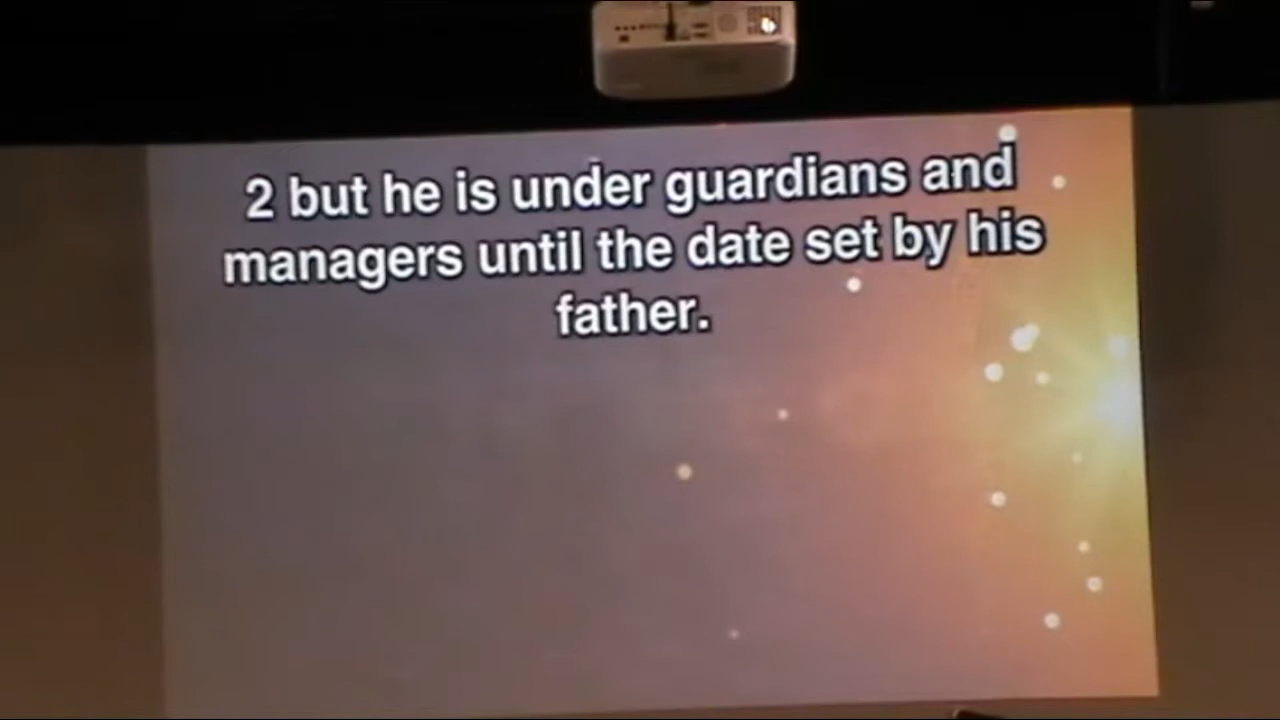 2 but he is under guardians and
managers until the date set by his
father.